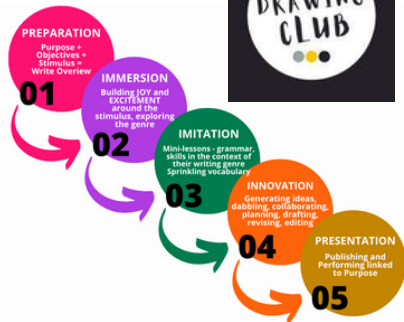 DRAWING
CLUB
PREPARATION
Purpose +
Objectives +
Stimulus =
Write Overiew
01
IMMERSION
Building JOY and
EXCITEMENT
around the
stimulus, exploring
the genre
02
IMITATION
Mini-lessons - grammar,
skills in the context of
their writing genre
Sprinkling vocabulary
03
INNOVATION
Generating ideas,
dabbling, collaborating,
planning, drafting,
revising, editing
04
PRESENTATION
Publishing and
Performing linked
to Purpose
05